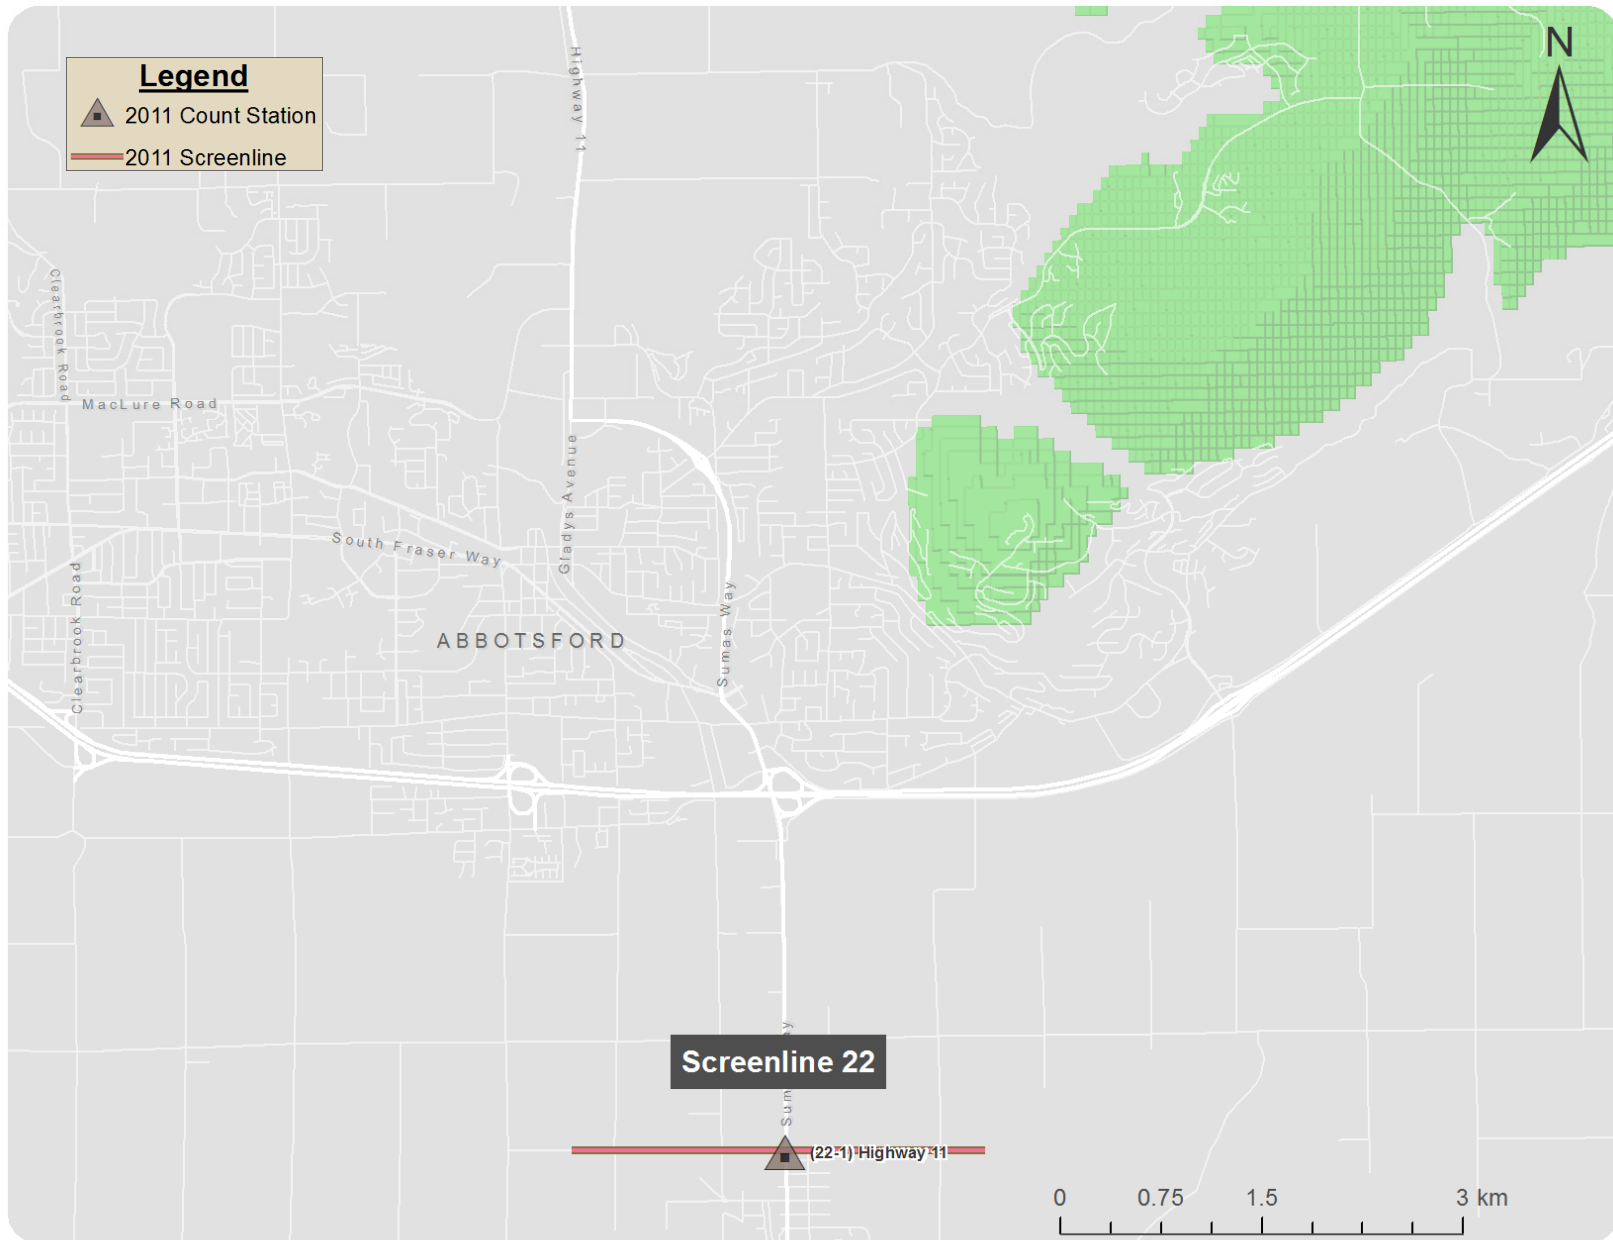 Legend
2011 Count Station
2011 Screenline
N
Highway 11
Clearbrook Road
MacLure Road
Gladys Avenue
South Fraser Way
Clearbrook Road
Sumas Way
ABBOTSFORD
Screenline 22
(22-1) Highway 11
0 0.75 1.5 3 km